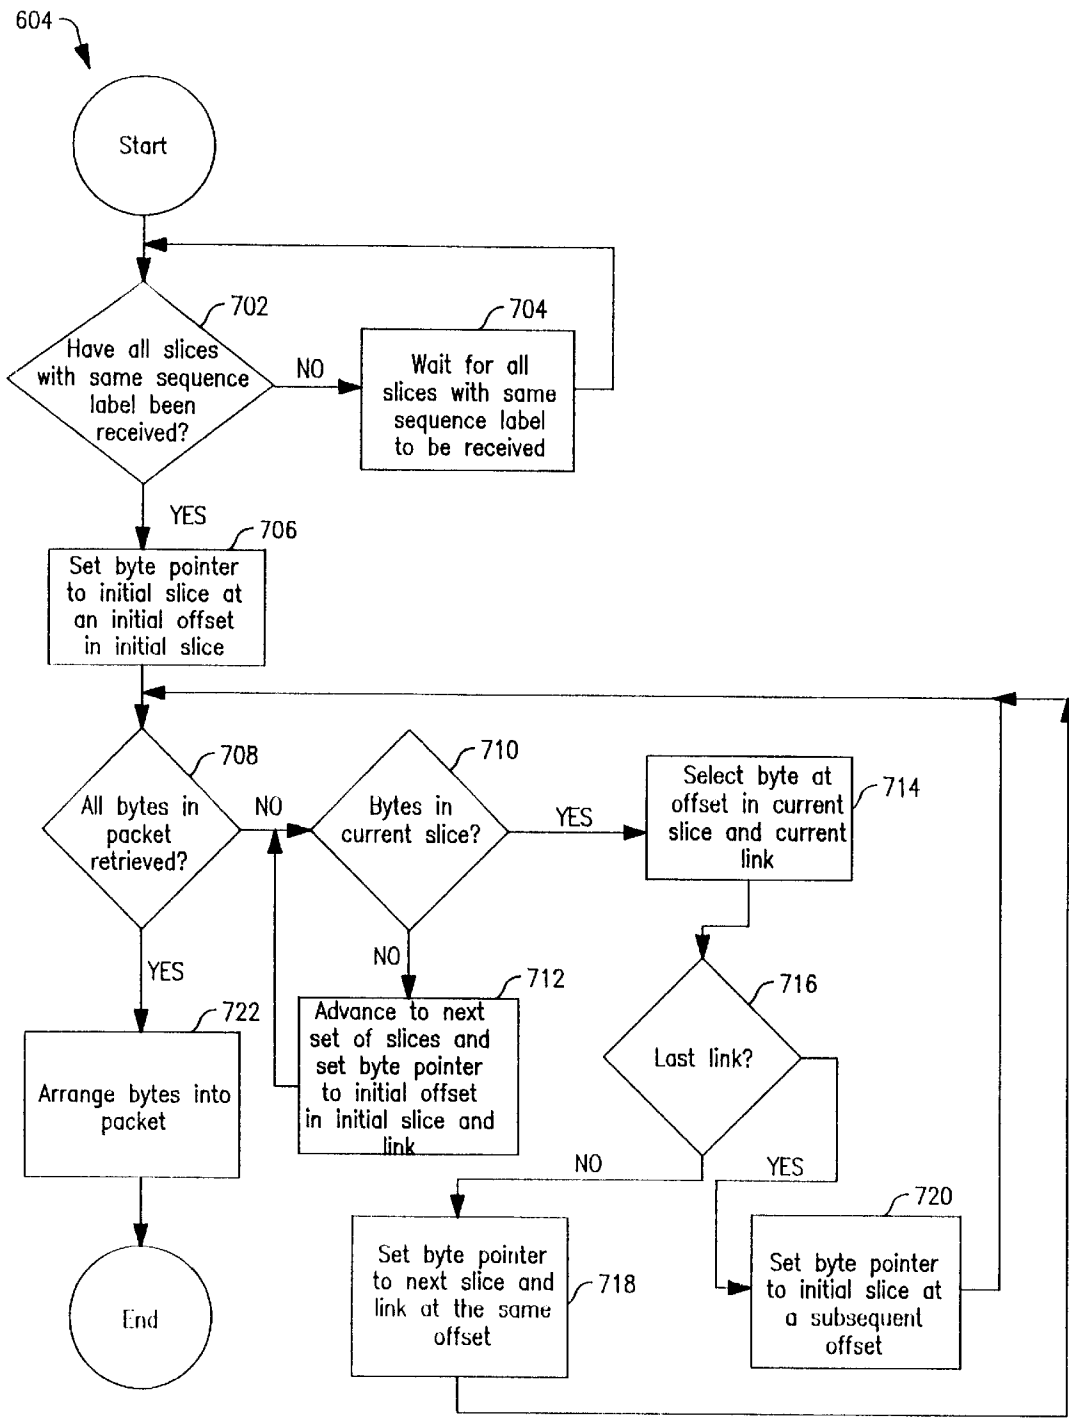 604
Start
702
Have all slices
with same sequence
label been
received?
NO
704
Wait for all
slices with same
sequence label
to be received
YES
706
Set byte pointer
to initial slice at
an initial offset
in initial slice
708
All bytes in
packet
retrieved?
NO
710
Bytes in
current slice?
YES
714
Select byte at
offset in current
slice and current
link
NO
712
Advance to next
set of slices and
set byte pointer
to initial offset
in initial slice and
link
716
Last link?
YES
722
Arrange bytes into
packet
NO
YES
718
Set byte pointer
to next slice and
link at the same
offset
720
Set byte pointer
to initial slice at
a subsequent
offset
End